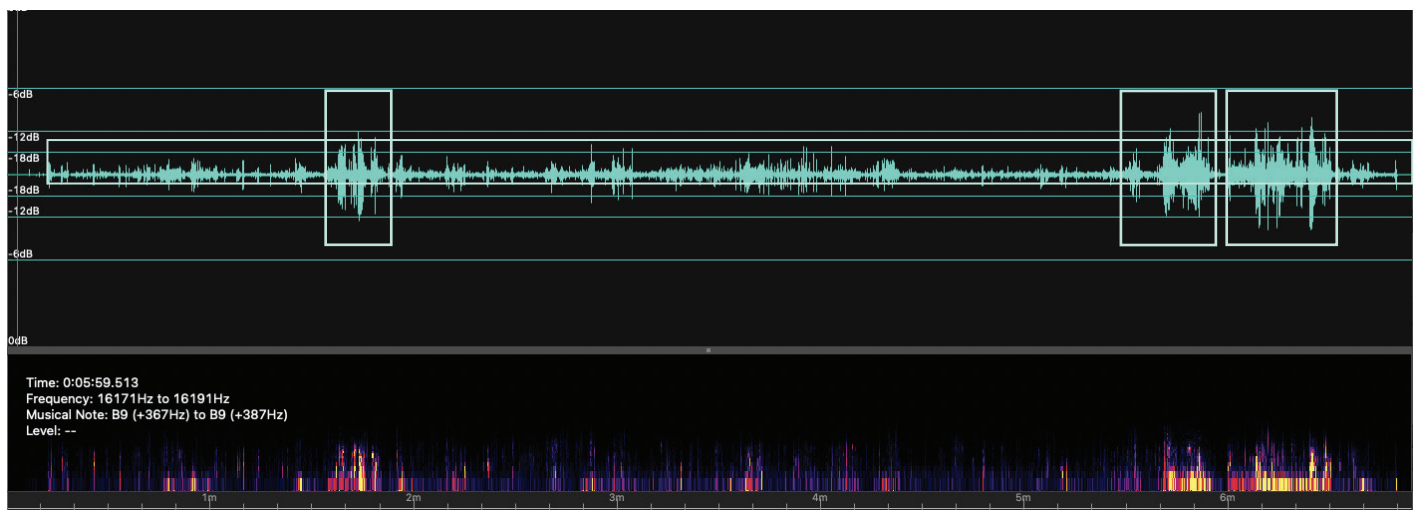 -6dB
-12dB
-18dB
-18dB
-12dB
-6dB
0dB
Time: 0:05:59.513
Frequency: 16171Hz to 16191Hz
Musical Note: B9 (+367Hz) to B9 (+387Hz)
Level: --
1m 2m 3m 4m 5m 6m